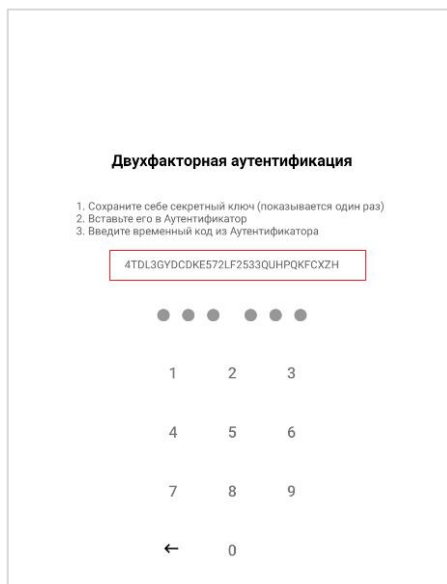 Двухфакторная аутентификация
1. Сохраните себе секретный ключ (показывается один раз)
2. Вставьте его в Аутентификатор
3. Введите временный код из Аутентификатора
4TDL3GYDCDKE572LF2533QUHPQKFCXZH
1 2 3
4 5 6
7 8 9
← 0